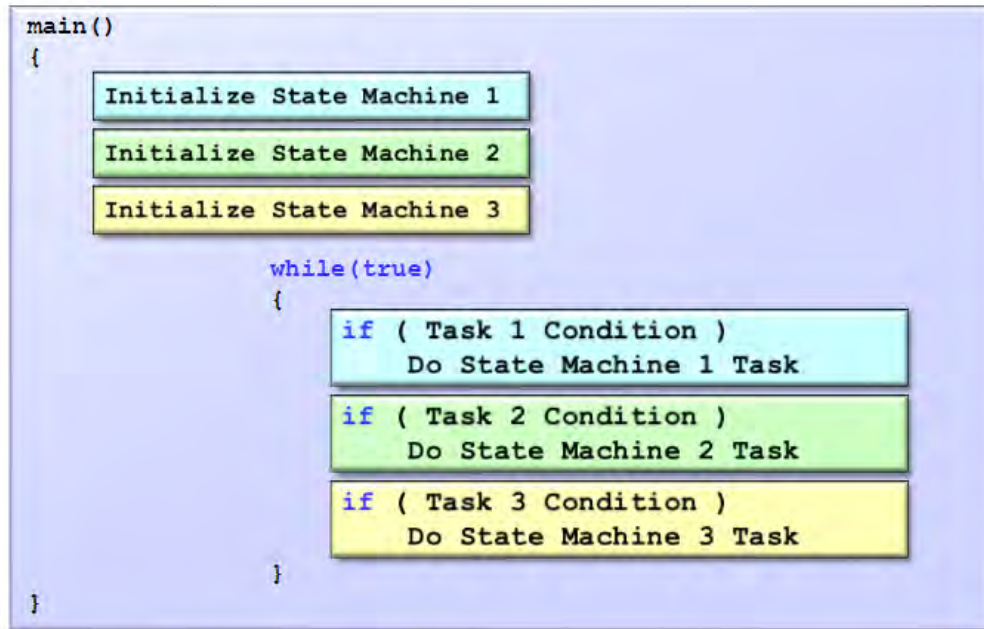 main()
{
Initialize State Machine 1
Initialize State Machine 2
Initialize State Machine 3
while(true)
{
if ( Task 1 Condition )
Do State Machine 1 Task
if ( Task 2 Condition )
Do State Machine 2 Task
if ( Task 3 Condition )
Do State Machine 3 Task
}
}